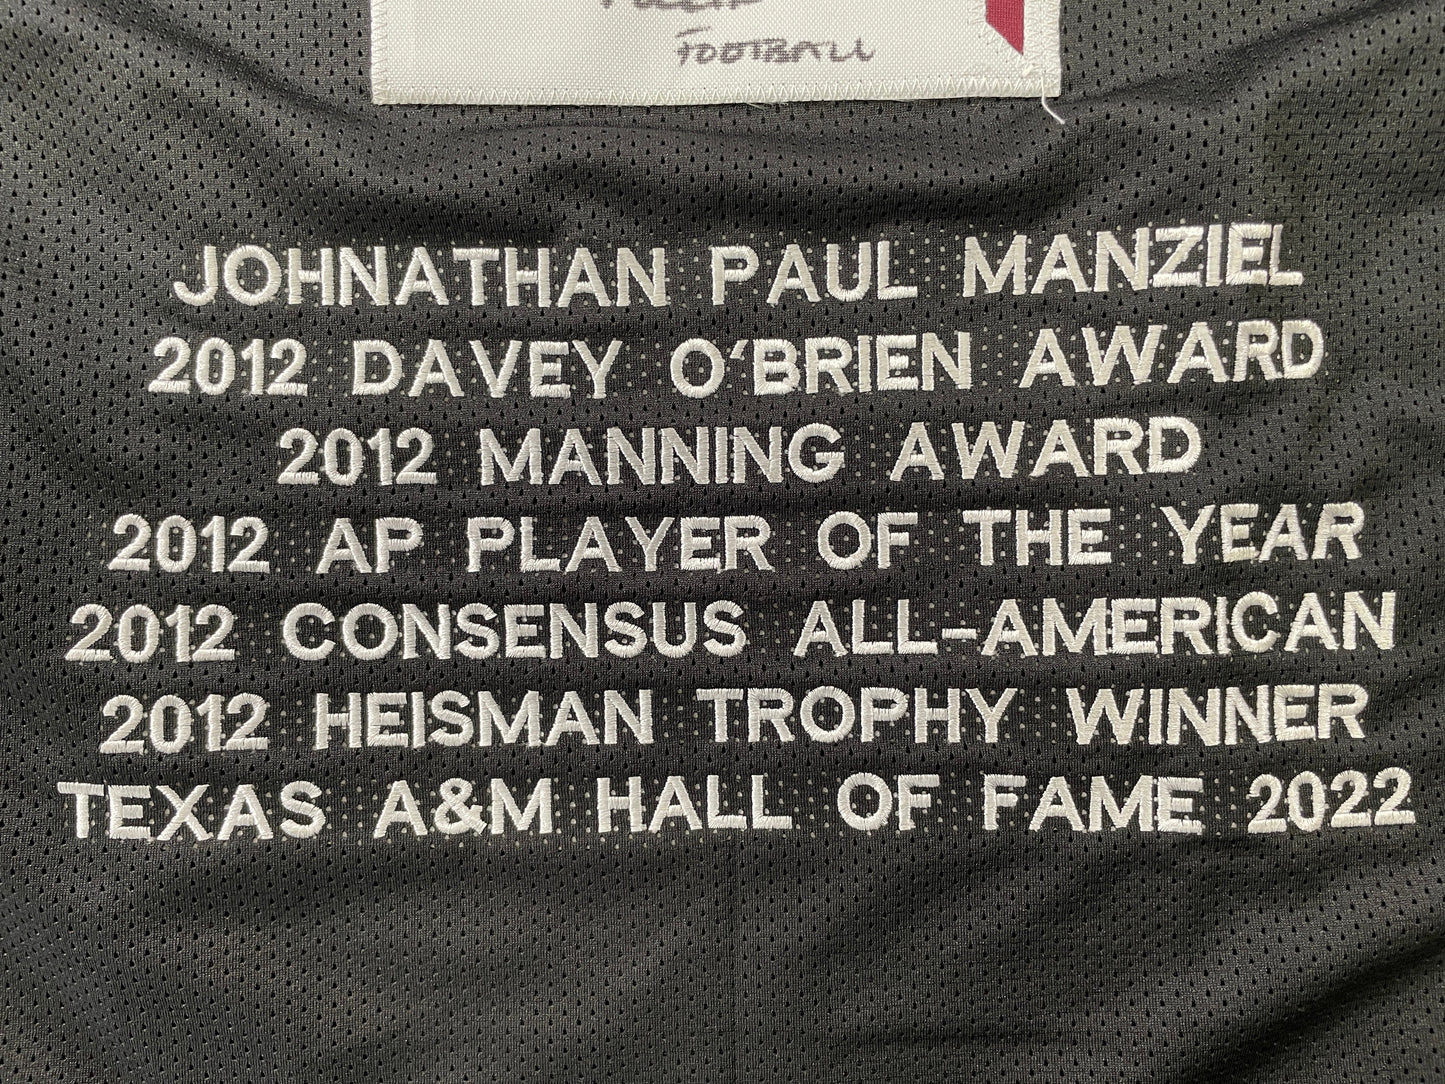 FOOTBALL
JOHNATHAN PAUL MANZIEL
2012 DAVEY O'BRIEN AWARD
2012 MANNING AWARD
2012 AP PLAYER OF THE YEAR
2012 CONSENSUS ALL-AMERICAN
2012 HEISMAN TROPHY WINNER
TEXAS A&M HALL OF FAME 2022